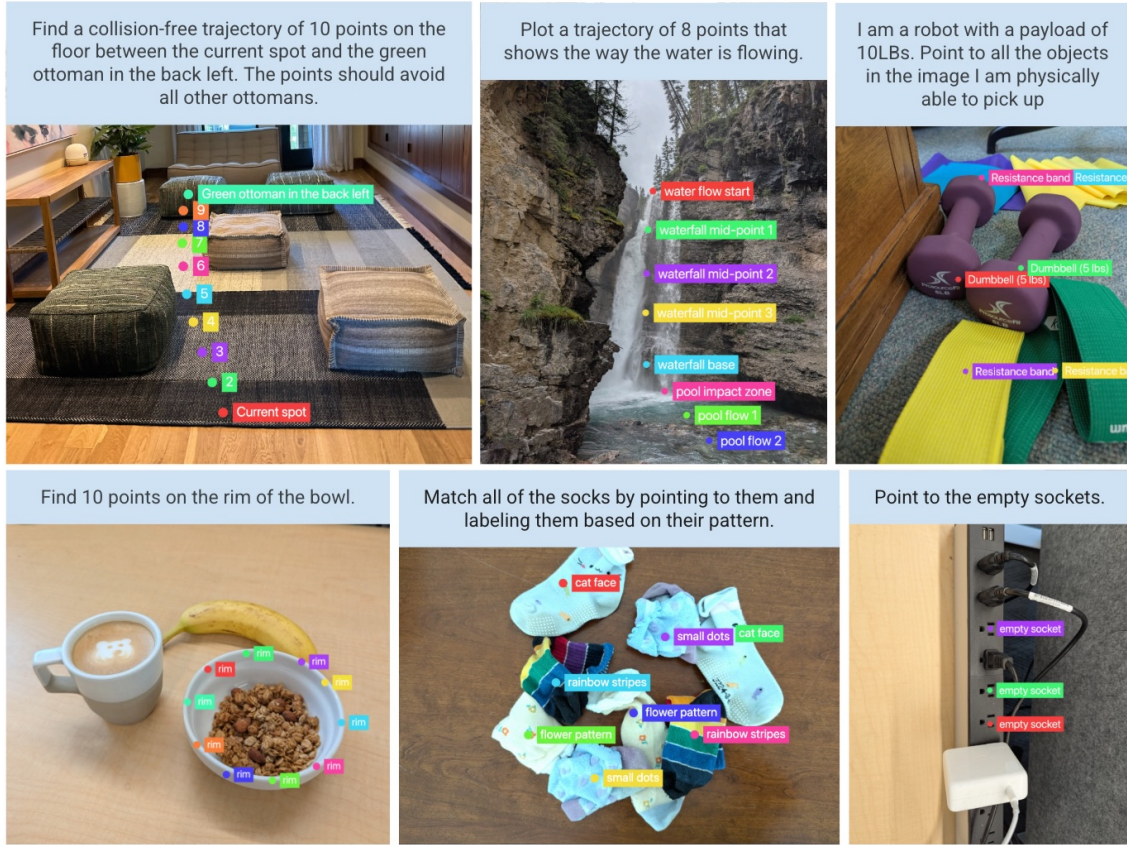 Find a collision-free trajectory of 10 points on the
floor between the current spot and the green
ottoman in the back left. The points should avoid
all other ottomans.
Green ottoman in the back left
9
8
7
6
5
4
3
2
Current spot
Plot a trajectory of 8 points that
shows the way the water is flowing.
water flow start
waterfall mid-point 1
waterfall mid-point 2
waterfall mid-point 3
waterfall base
pool impact zone
pool flow 1
pool flow 2
I am a robot with a payload of
10LBs. Point to all the objects
in the image I am physically
able to pick up
Resistance band Resistance
Dumbbell (5 lbs)
Dumbbell (5 lbs)
Resistance band Resistance b
Find 10 points on the rim of the bowl.
rim
rim
rim
rim
rim
rim
rim
rim
rim
rim
Match all of the socks by pointing to them and
labeling them based on their pattern.
cat face
small dots
cat face
rainbow stripes
flower pattern
flower pattern
rainbow stripes
small dots
Point to the empty sockets.
empty socket
empty socket
empty socket